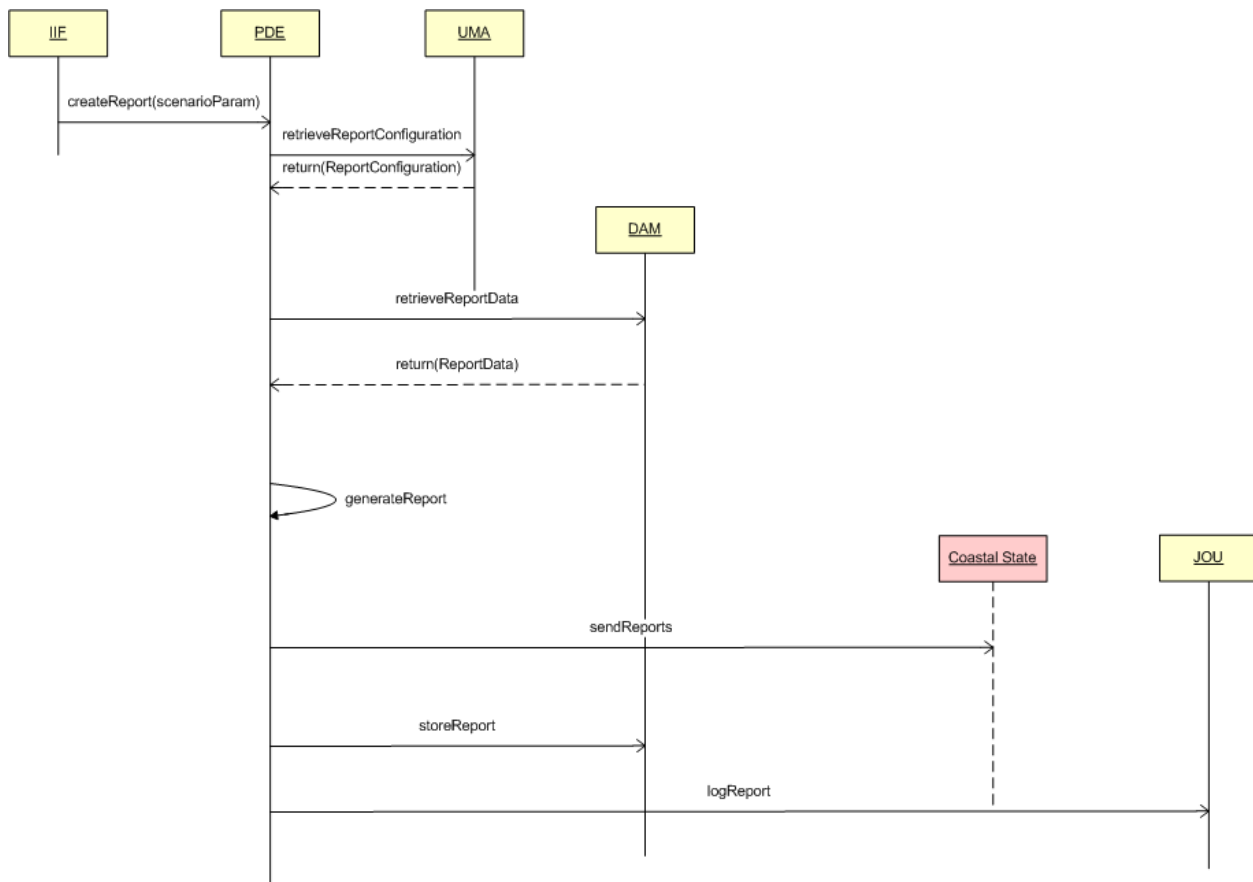 IIF
PDE
UMA
createReport(scenarioParam)
retrieveReportConfiguration
return(ReportConfiguration)
DAM
retrieveReportData
return(ReportData)
generateReport
Coastal State
JOU
sendReports
storeReport
logReport